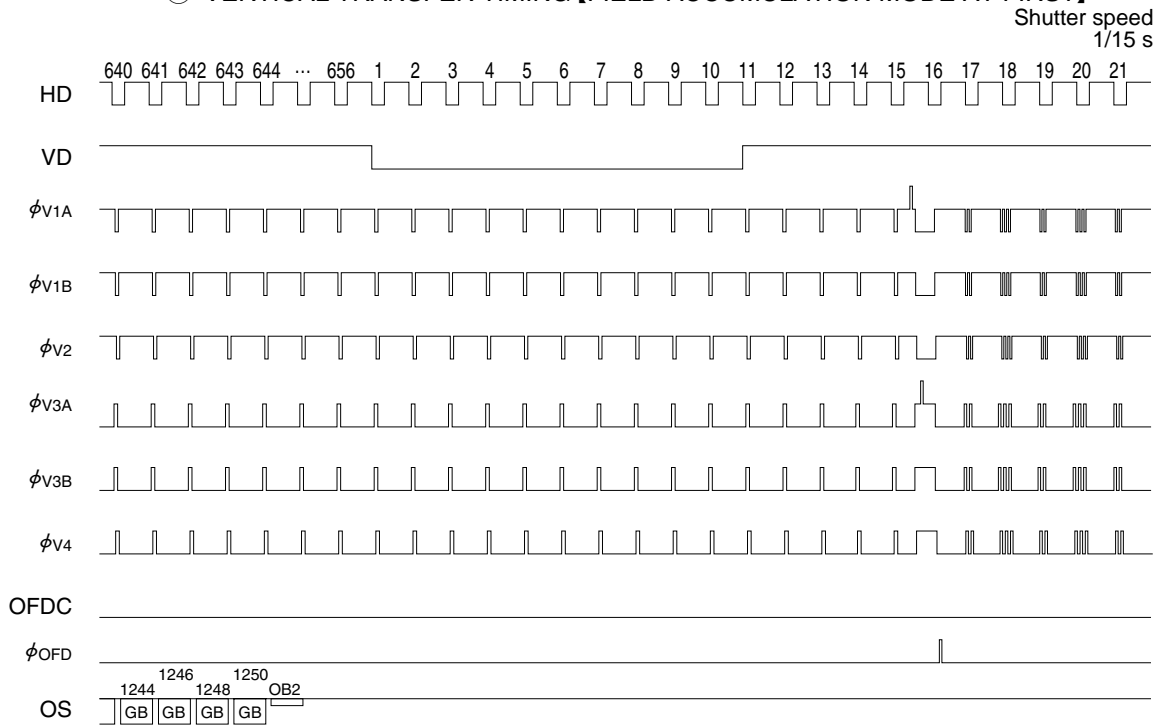 Shutter speed
1/15 s
640 641 642 643 644 ··· 656 1 2 3 4 5 6 7 8 9 10 11 12 13 14 15 16 17 18 19 20 21
HD
VD
ϕV1A
ϕV1B
ϕV2
ϕV3A
ϕV3B
ϕV4
OFDC
ϕOFD
1246 1250
1244 1248 OB2
OS GB GB GB GB